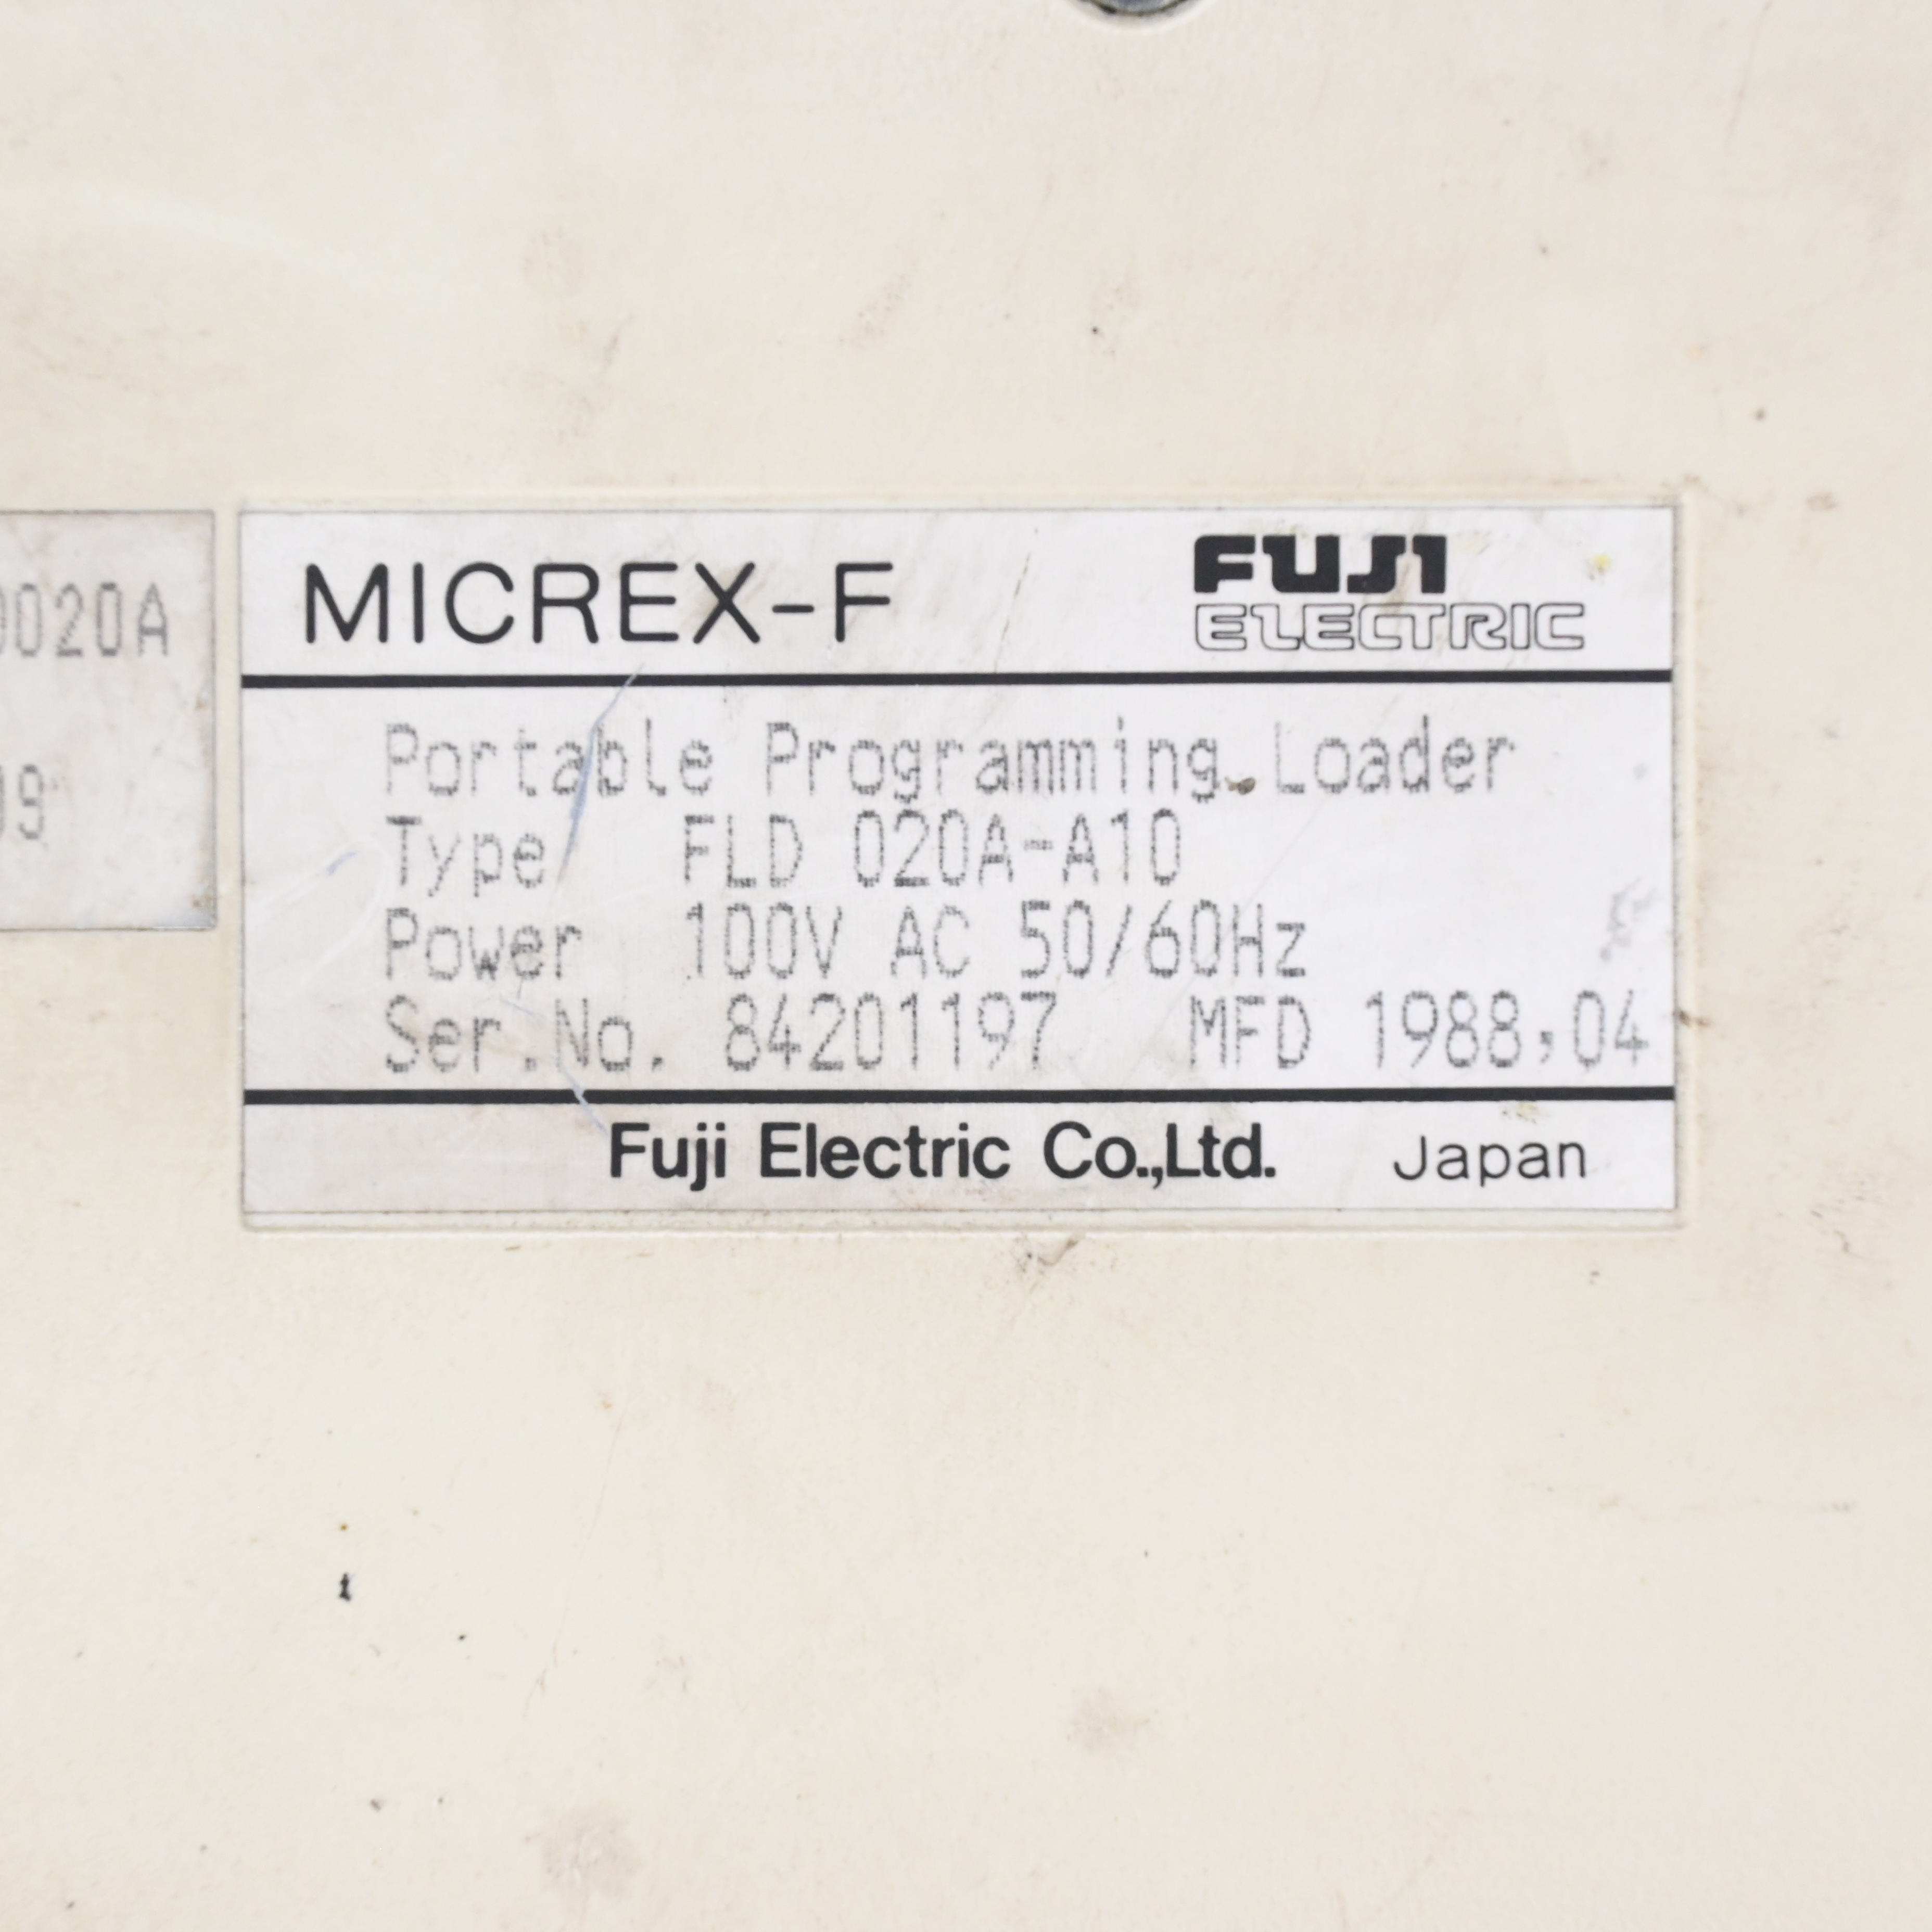 MICREX-F
FUJI
ELECTRIC
Portable Programming Loader
Type FLD 020A-A10
Power 100V AC 50/60Hz
Ser.No. 84201197 MFD 1988,04
Fuji Electric Co.,Ltd. Japan
0020A
09